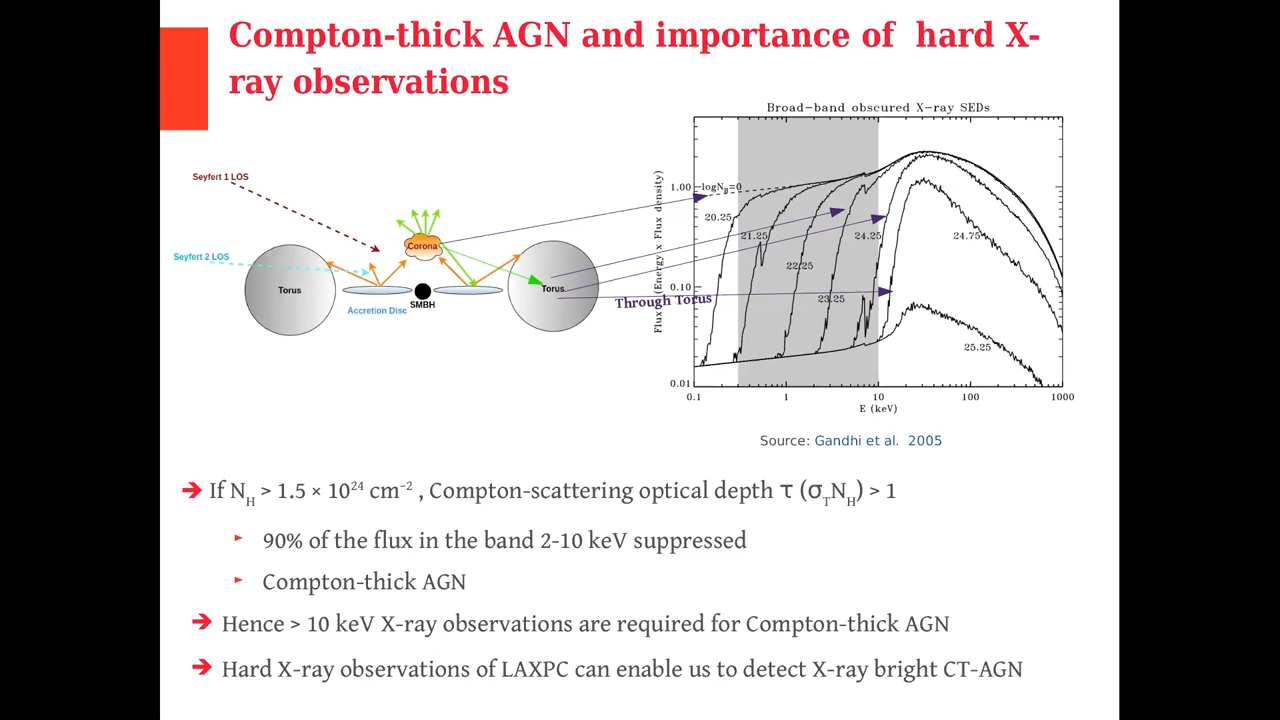 Compton-thick AGN and importance of hard X-
ray observations
Seyfert 1 LOS
Seyfert 2 LOS
Corona
Torus
Torus
SMBH
Accretion Disc
Through Torus
Broad-band obscured X-ray SEDs
Flux (Energy x Flux density)
1.00
0.10
0.01
logN_H=0
20.25
21.25
22.25
23.25
24.25
24.75
25.25
0.1 1 10 100 1000
E (keV)
Source: Gandhi et al. 2005
➔ If N_H > 1.5 × 10²⁴ cm⁻² , Compton-scattering optical depth τ (σ_TN_H) > 1
► 90% of the flux in the band 2-10 keV suppressed
► Compton-thick AGN
➔ Hence > 10 keV X-ray observations are required for Compton-thick AGN
➔ Hard X-ray observations of LAXPC can enable us to detect X-ray bright CT-AGN